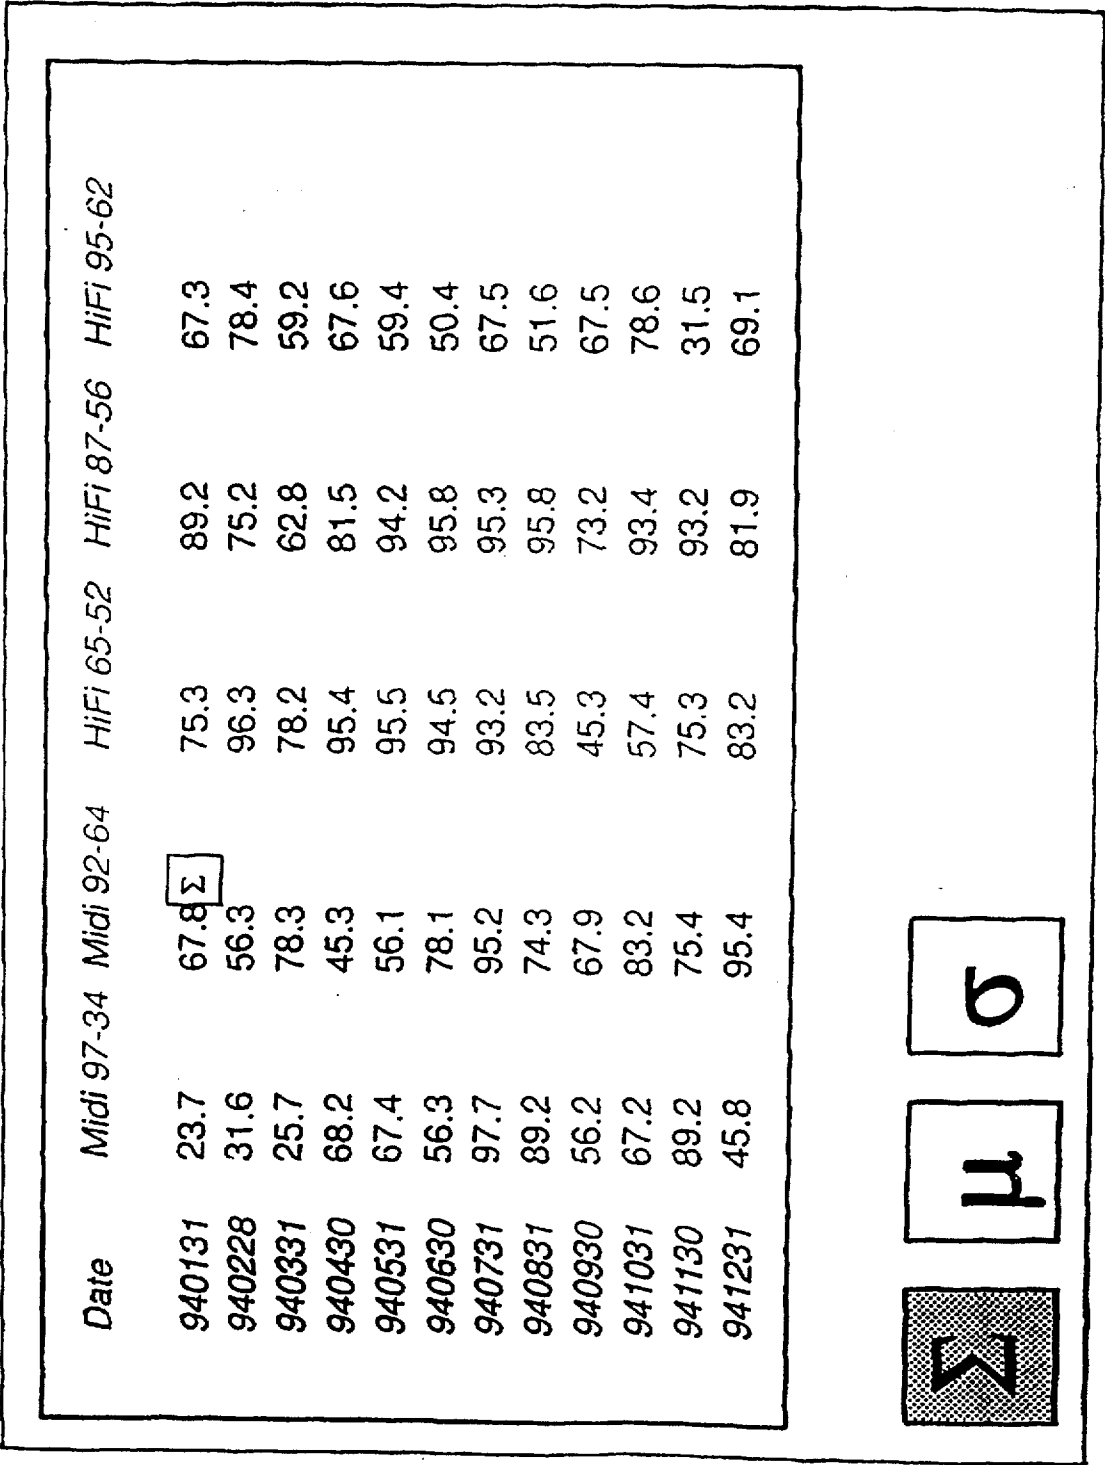 Date Midi 97-34 Midi 92-64 HiFi 65-52 HiFi 87-56 HiFi 95-62
940131 23.7 67.8 Σ 75.3 89.2 67.3
940228 31.6 56.3 96.3 75.2 78.4
940331 25.7 78.3 78.2 62.8 59.2
940430 68.2 45.3 95.4 81.5 67.6
940531 67.4 56.1 95.5 94.2 59.4
940630 56.3 78.1 94.5 95.8 50.4
940731 97.7 95.2 93.2 95.3 67.5
940831 89.2 74.3 83.5 95.8 51.6
940930 56.2 67.9 45.3 73.2 67.5
941031 67.2 83.2 57.4 93.4 78.6
941130 89.2 75.4 75.3 93.2 31.5
941231 45.8 95.4 83.2 81.9 69.1
Σ μ σ